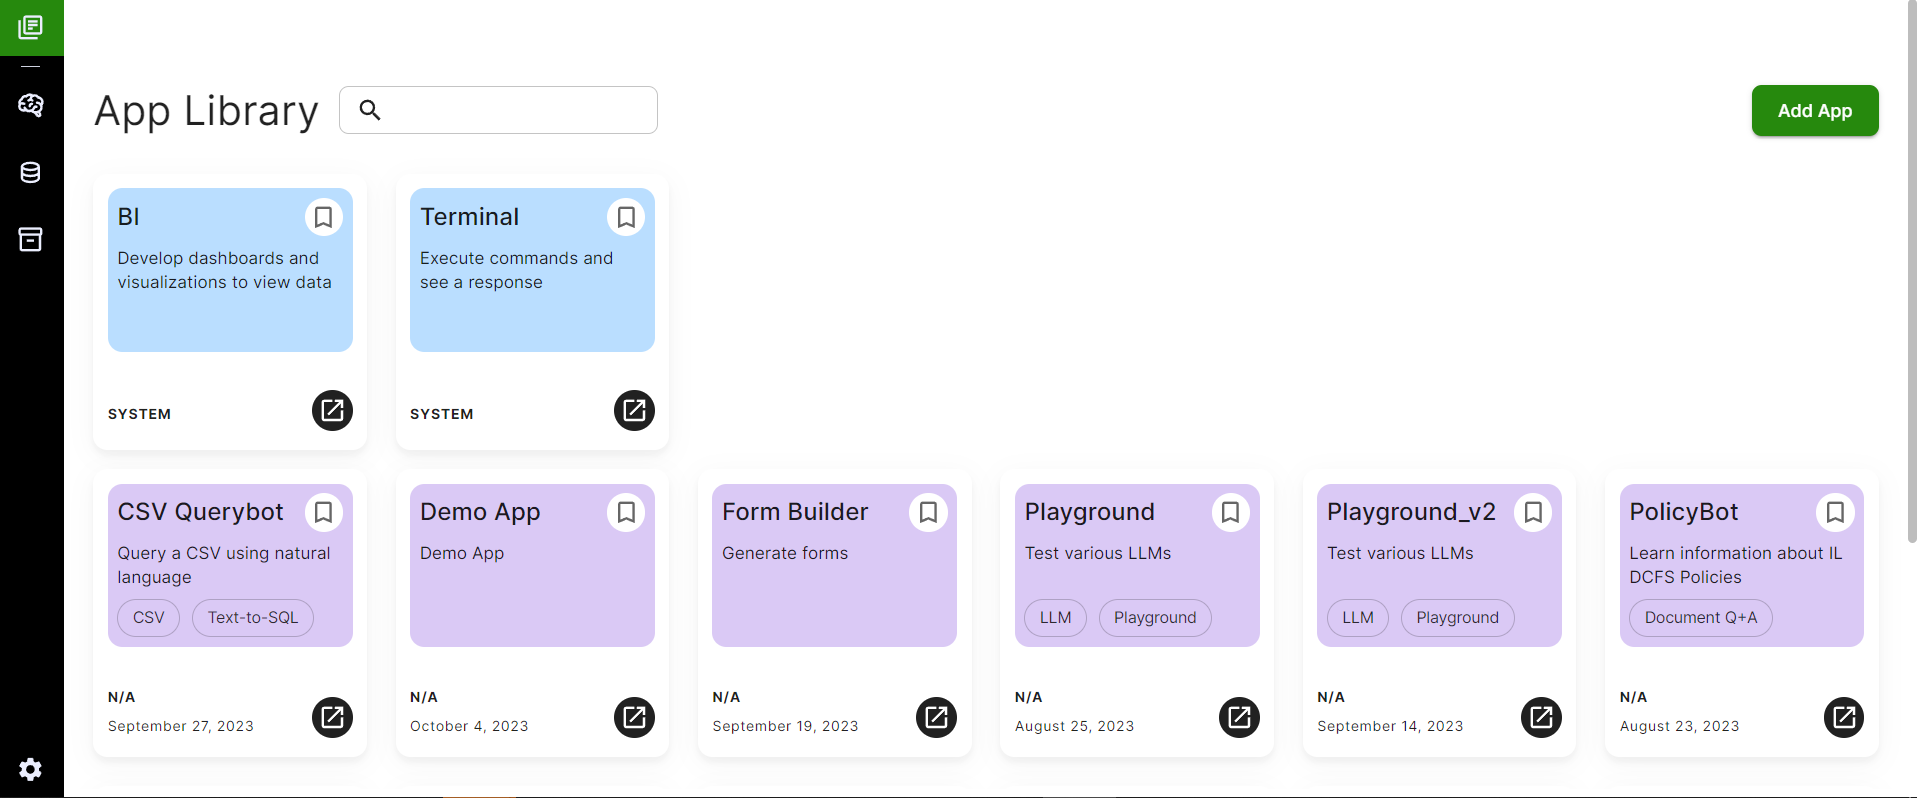 App Library
Add App
BI
Develop dashboards and
visualizations to view data
SYSTEM
Terminal
Execute commands and
see a response
SYSTEM
CSV Querybot
Query a CSV using natural
language
CSV Text-to-SQL
N/A
September 27, 2023
Demo App
Demo App
N/A
October 4, 2023
Form Builder
Generate forms
N/A
September 19, 2023
Playground
Test various LLMs
LLM Playground
N/A
August 25, 2023
Playground_v2
Test various LLMs
LLM Playground
N/A
September 14, 2023
PolicyBot
Learn information about IL
DCFS Policies
Document Q+A
N/A
August 23, 2023